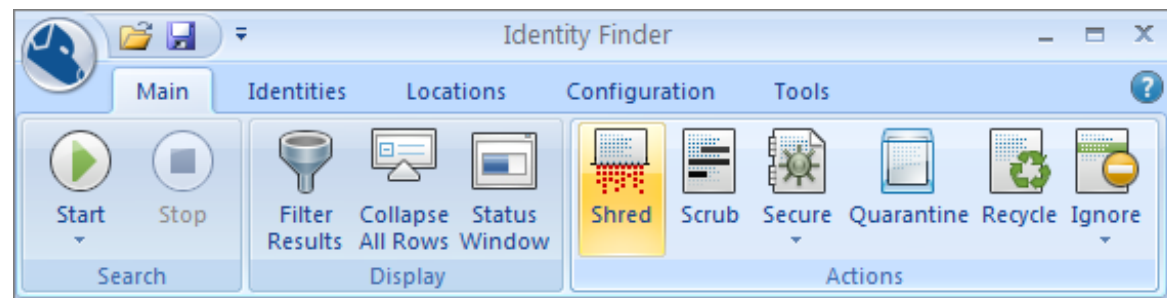 Identity Finder
Main Identities Locations Configuration Tools
Start Stop Filter Results Collapse All Rows Status Window Shred Scrub Secure Quarantine Recycle Ignore
Search Display Actions